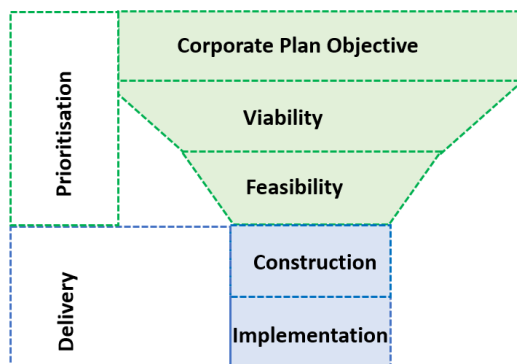 Prioritisation
Corporate Plan Objective
Viability
Feasibility
Delivery
Construction
Implementation